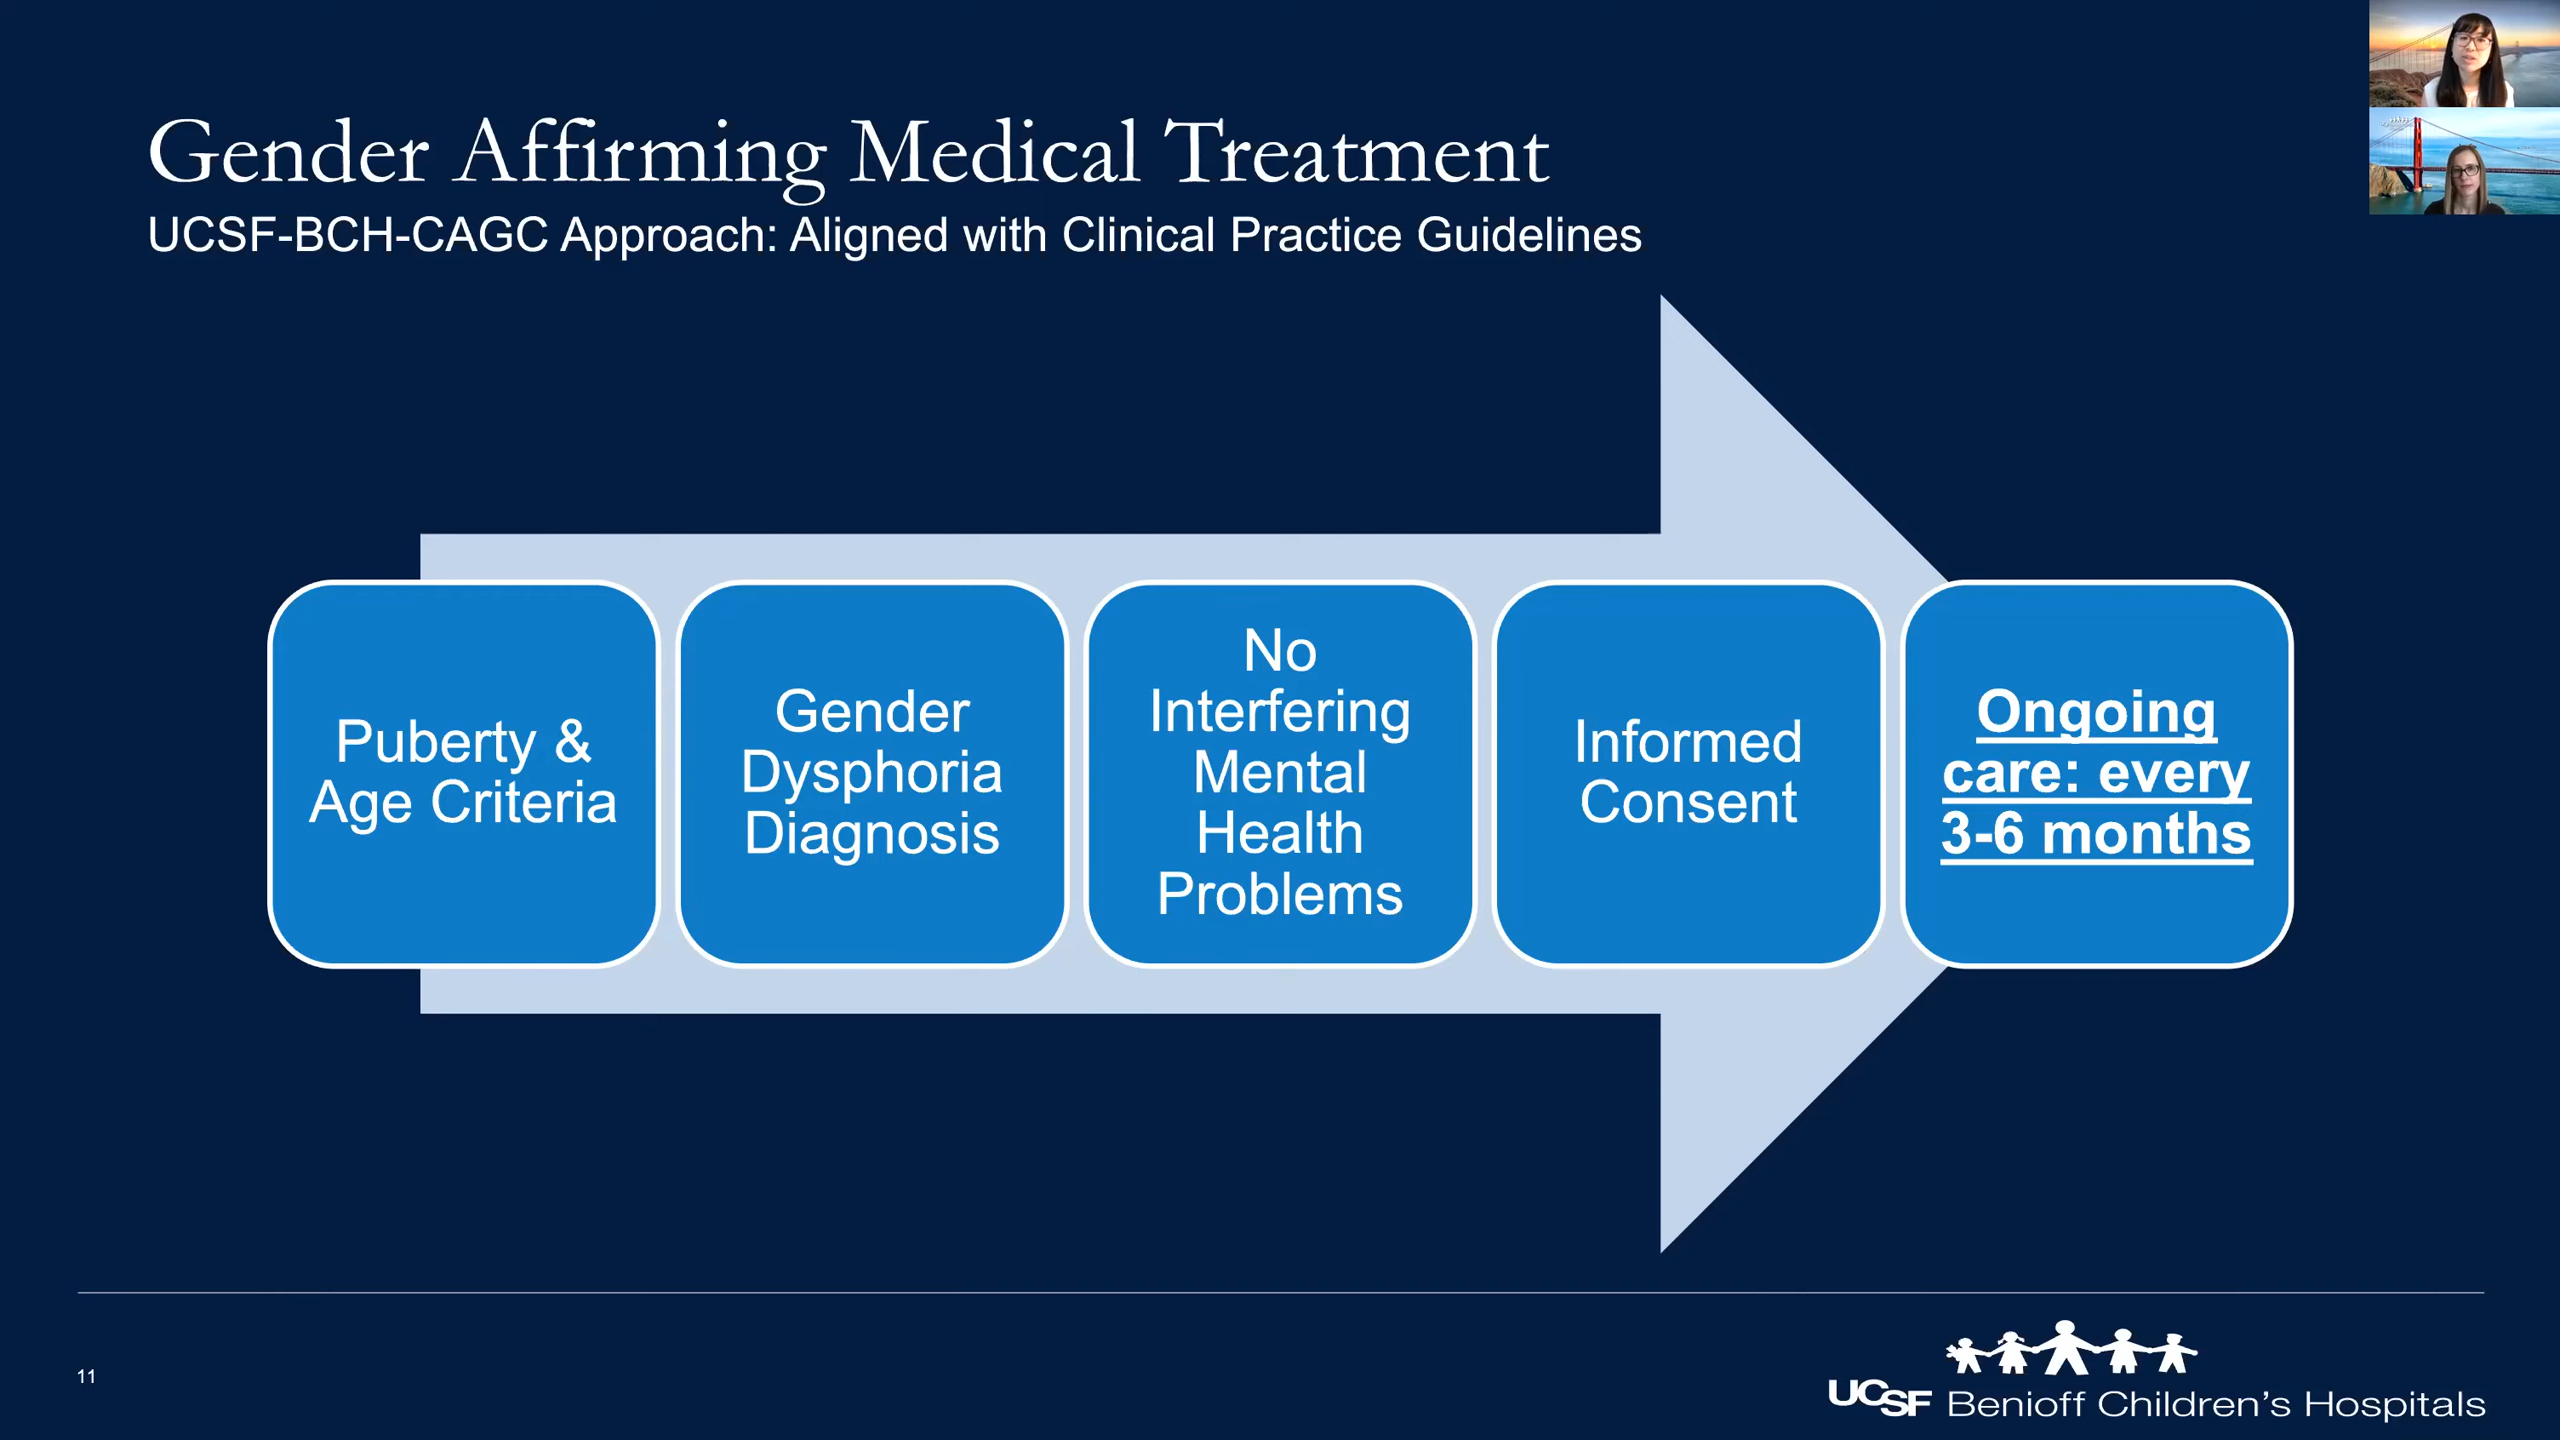 Gender Affirming Medical Treatment
UCSF-BCH-CAGC Approach: Aligned with Clinical Practice Guidelines
Puberty &
Age Criteria
Gender
Dysphoria
Diagnosis
No
Interfering
Mental
Health
Problems
Informed
Consent
Ongoing
care: every
3-6 months
11
UCSF Benioff Children's Hospitals